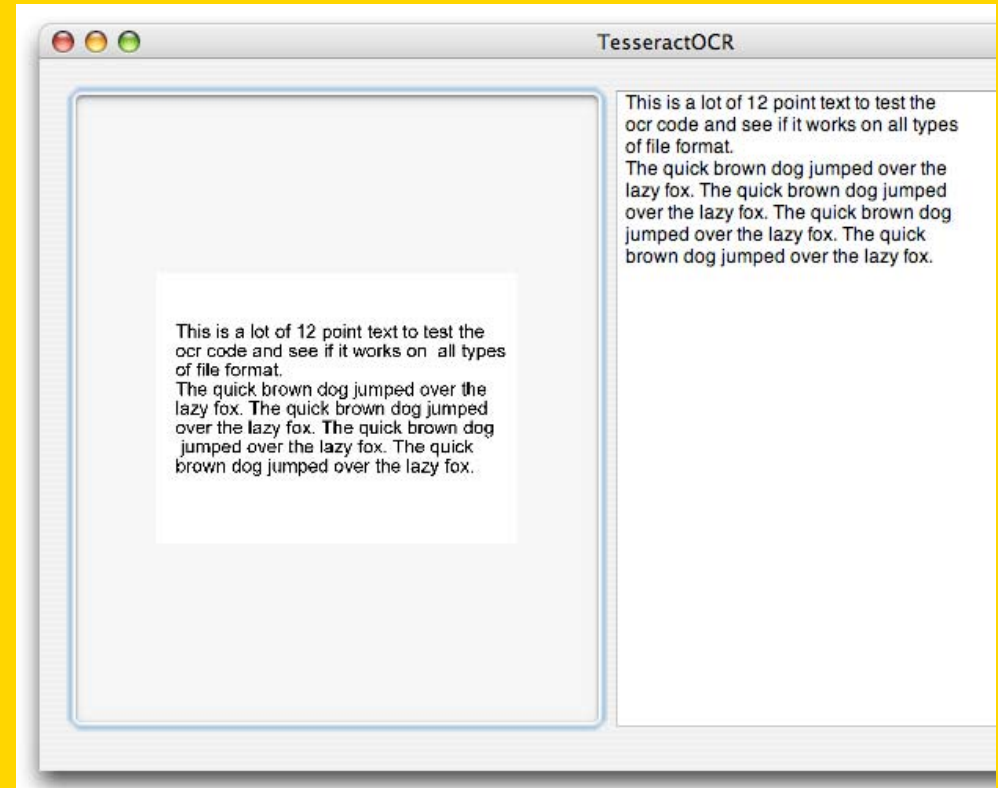 TesseractOCR
This is a lot of 12 point text to test the
ocr code and see if it works on  all types
of file format.
The quick brown dog jumped over the
lazy fox. The quick brown dog jumped
over the lazy fox. The quick brown dog
 jumped over the lazy fox. The quick
brown dog jumped over the lazy fox.
This is a lot of 12 point text to test the
ocr code and see if it works on all types
of file format.
The quick brown dog jumped over the
lazy fox. The quick brown dog jumped
over the lazy fox. The quick brown dog
jumped over the lazy fox. The quick
brown dog jumped over the lazy fox.